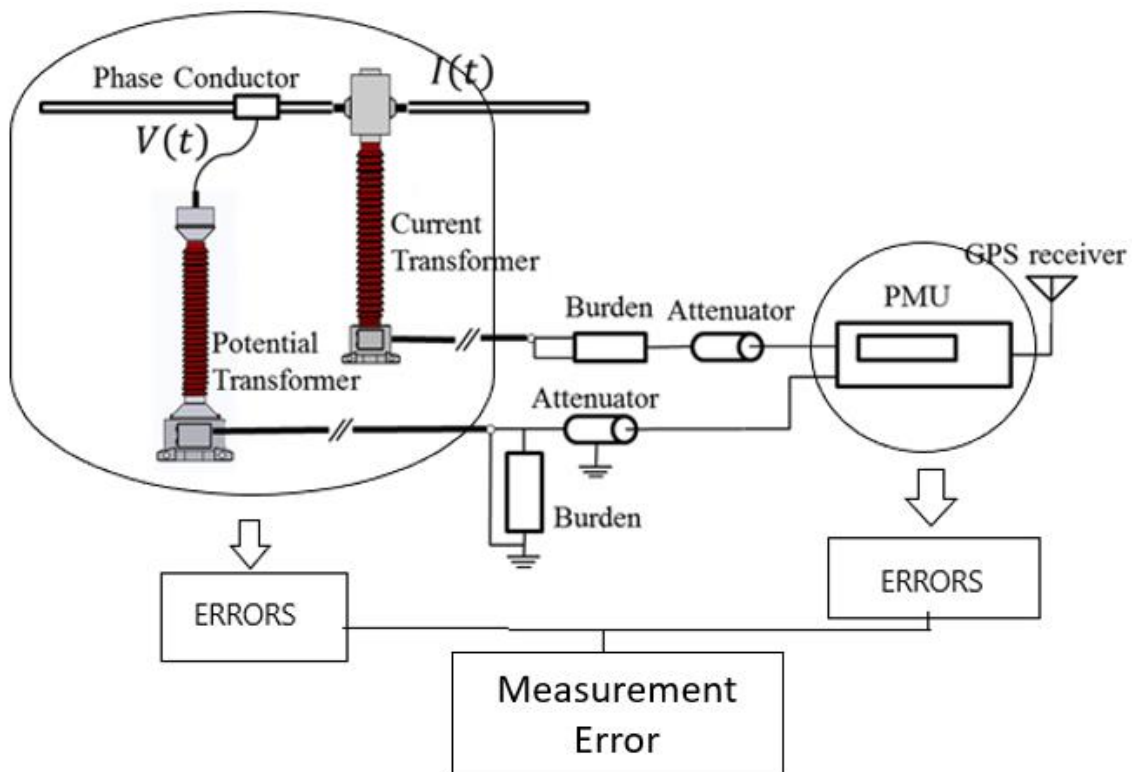 I(t)
Phase Conductor
V(t)
Current
Transformer
GPS receiver
PMU
Burden
Attenuator
Potential
Transformer
Attenuator
Burden
ERRORS
ERRORS
Measurement
Error